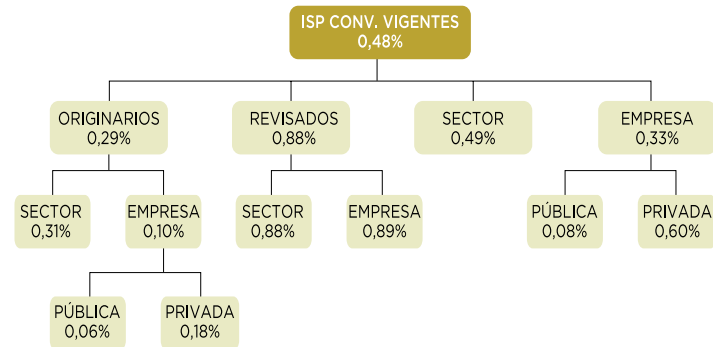 ISP CONV. VIGENTES
0,48%
ORIGINARIOS
0,29%
REVISADOS
0,88%
SECTOR
0,49%
EMPRESA
0,33%
SECTOR
0,31%
EMPRESA
0,10%
SECTOR
0,88%
EMPRESA
0,89%
PÚBLICA
0,08%
PRIVADA
0,60%
PÚBLICA
0,06%
PRIVADA
0,18%